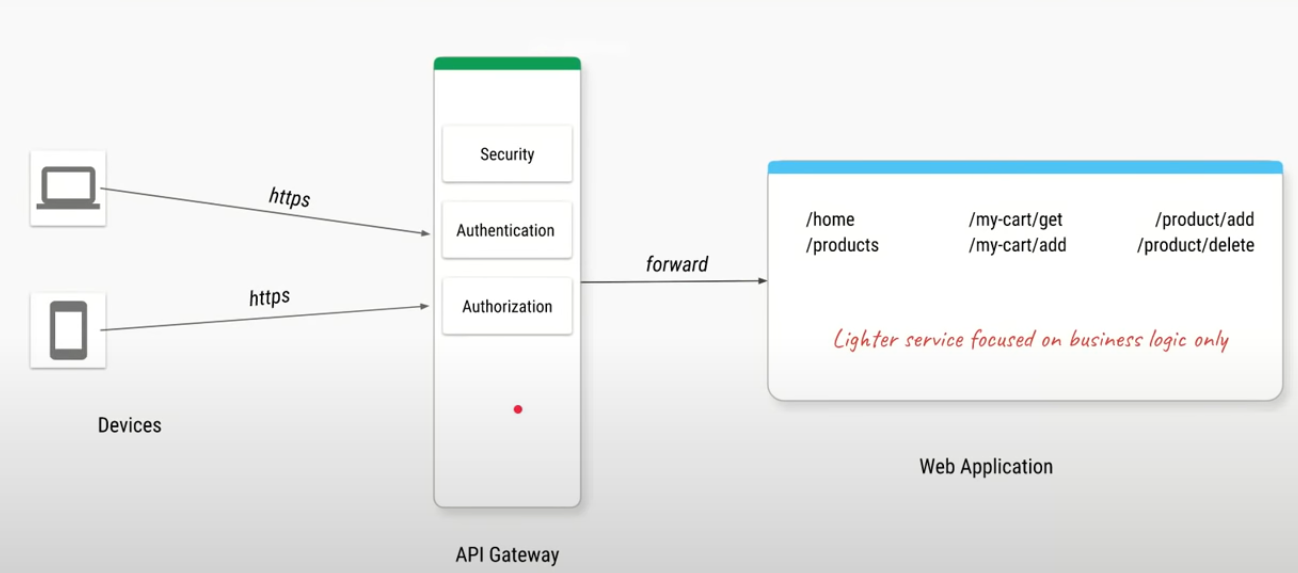 https
https
Devices
Security
Authentication
Authorization
API Gateway
forward
/home
/products
/my-cart/get
/my-cart/add
/product/add
/product/delete
Lighter service focused on business logic only
Web Application